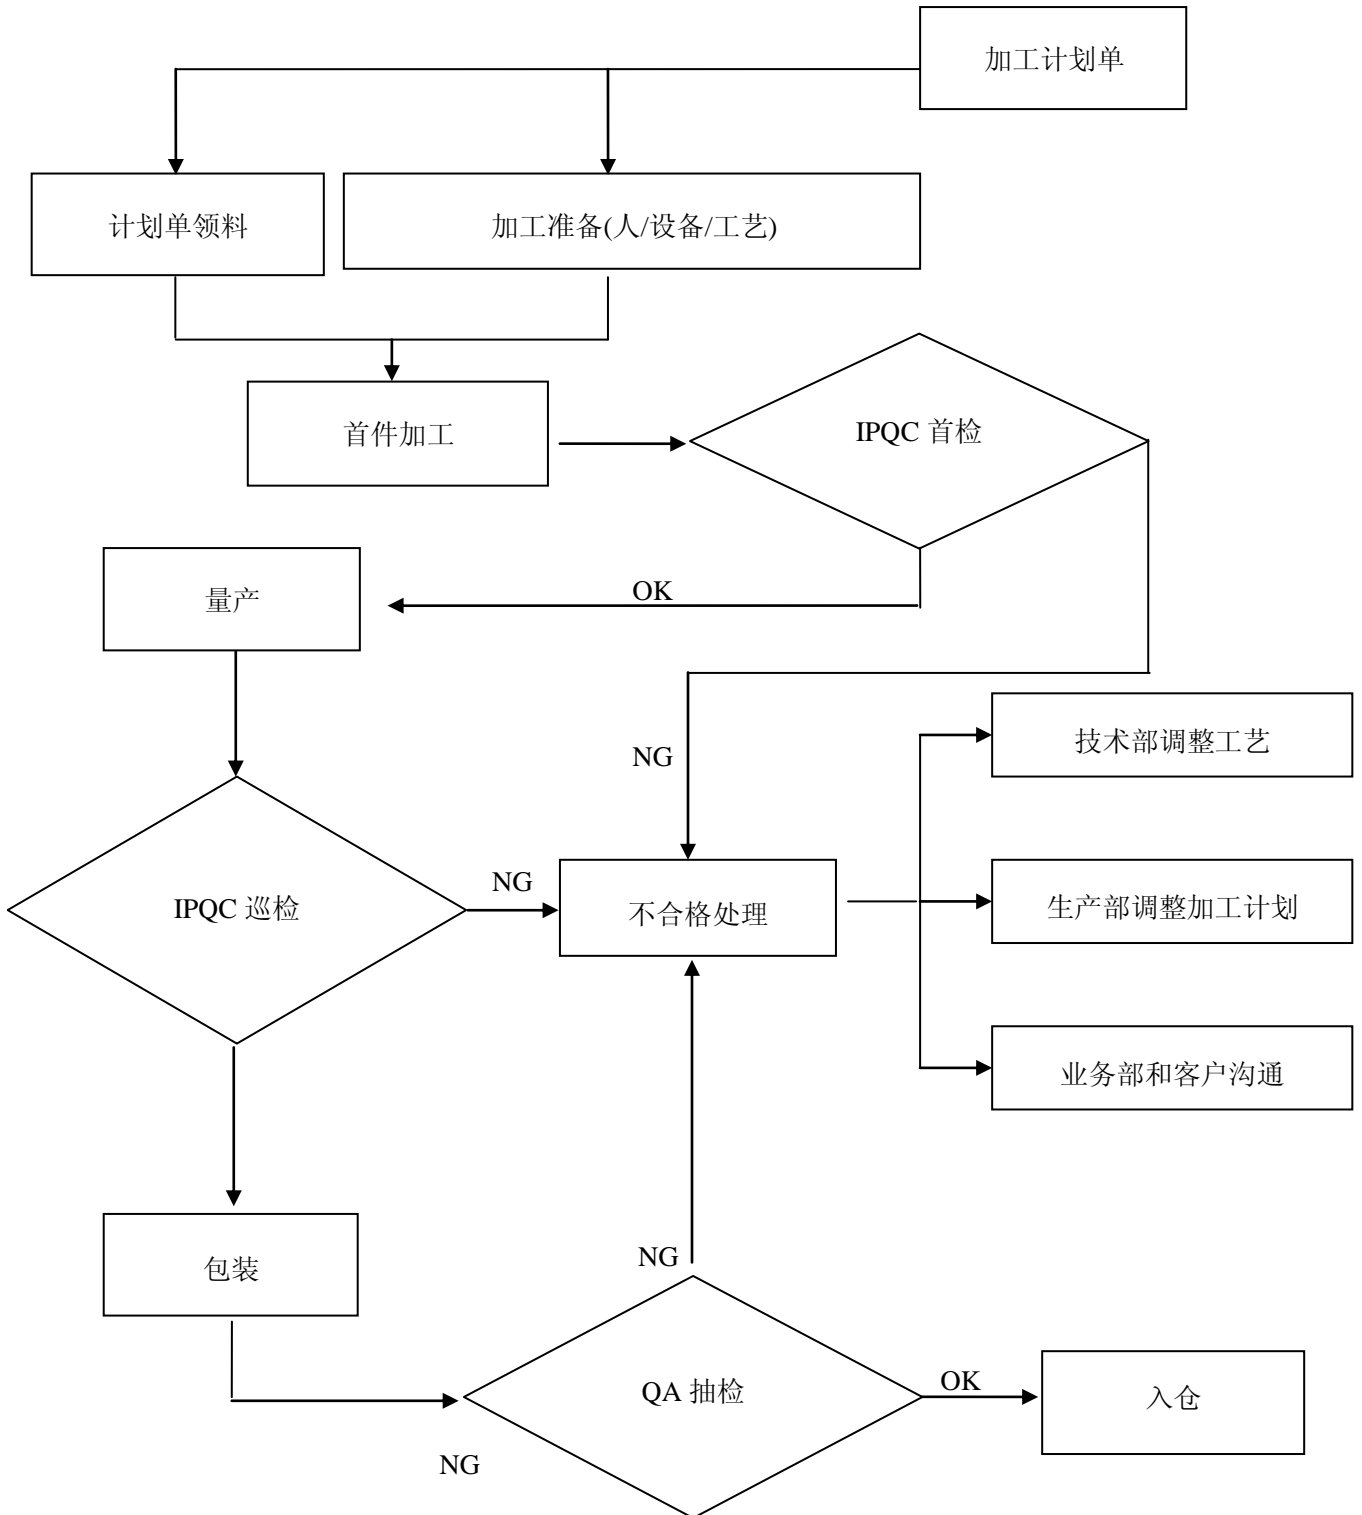 加工计划单
计划单领料
加工准备(人/设备/工艺)
首件加工
IPQC 首检
量产
OK
NG
技术部调整工艺
IPQC 巡检
NG
不合格处理
生产部调整加工计划
业务部和客户沟通
包装
NG
QA 抽检
OK
入仓
NG